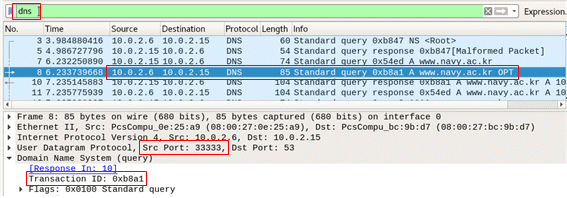 dns
Expression.
No. Time Source Destination Protocol Length Info
3 3.984880416 10.0.2.6 10.0.2.15 DNS 60 Standard query 0xb847 NS <Root>
5 4.986727796 10.0.2.15 10.0.2.6 DNS 54 Standard query response 0xb847[Malformed Packet]
7 6.232250890 10.0.2.15 10.0.2.6 DNS 74 Standard query 0x54ed A www.navy.ac.kr
8 6.233739668 10.0.2.6 10.0.2.15 DNS 85 Standard query 0xb8a1 A www.navy.ac.kr OPT
10 7.235145883 10.0.2.15 10.0.2.6 DNS 104 Standard query response 0xb8a1 A www.navy.ac.kr A 10
11 7.235775939 10.0.2.6 10.0.2.15 DNS Standard query response 0x54ed A www.navy.ac.kr A 10
Frame 8: 85 bytes on wire (680 bits), 85 bytes captured (680 bits) on interface 0
Ethernet II, Src: PcsCompu_0e:25:a9 (08:00:27:0e:25:a9), Dst: PcsCompu_bc:9b:d7 (08:00:27:bc:9b:d7)
Internet Protocol Version 4, Src: 10.0.2.6, Dst: 10.0.2.15
User Datagram Protocol, Src Port: 33333, Dst Port: 53
Domain Name System (query)
[Response In: 10]
Transaction ID: 0xb8a1
Flags: 0x0100 Standard query